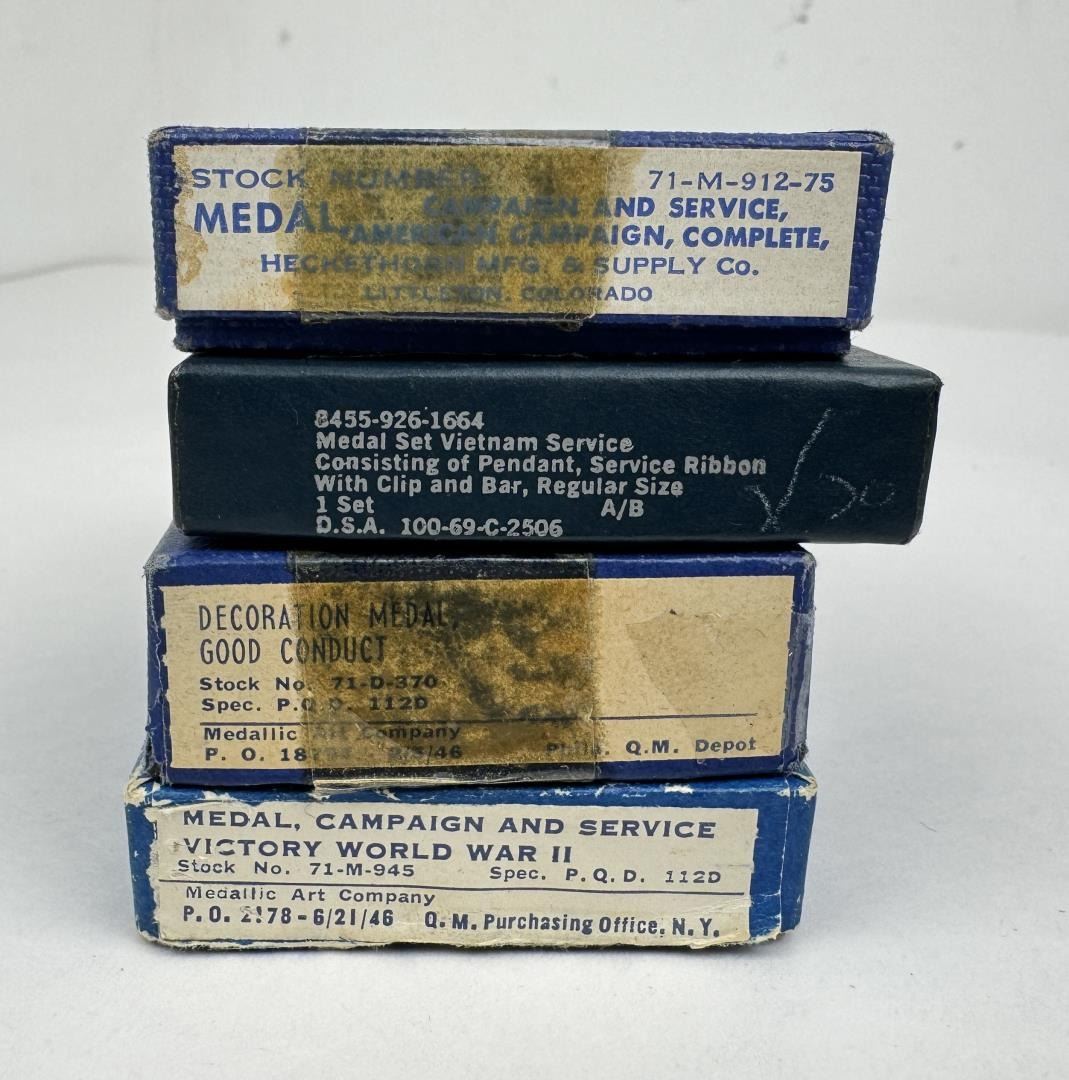 STOCK NUMBER 71-M-912-75
MEDAL, CAMPAIGN AND SERVICE,
AMERICAN CAMPAIGN, COMPLETE,
HECKETHORN MFG. & SUPPLY CO.
LITTLETON, COLORADO
8455-926-1664
Medal Set Vietnam Service
Consisting of Pendant, Service Ribbon
With Clip and Bar, Regular Size
1 Set A/B
D.S.A. 100-69-C-2506
DECORATION MEDAL,
GOOD CONDUCT
Stock No. 71-D-370
Spec. P.Q.D. 112D
Medallic Art Company
P. O. /46 Phila. Q.M. Depot
MEDAL, CAMPAIGN AND SERVICE
VICTORY WORLD WAR II
Stock No. 71-M-945 Spec. P.Q.D. 112D
Medallic Art Company
P.O. 2178-6/21/46 Q.M. Purchasing Office, N.Y.